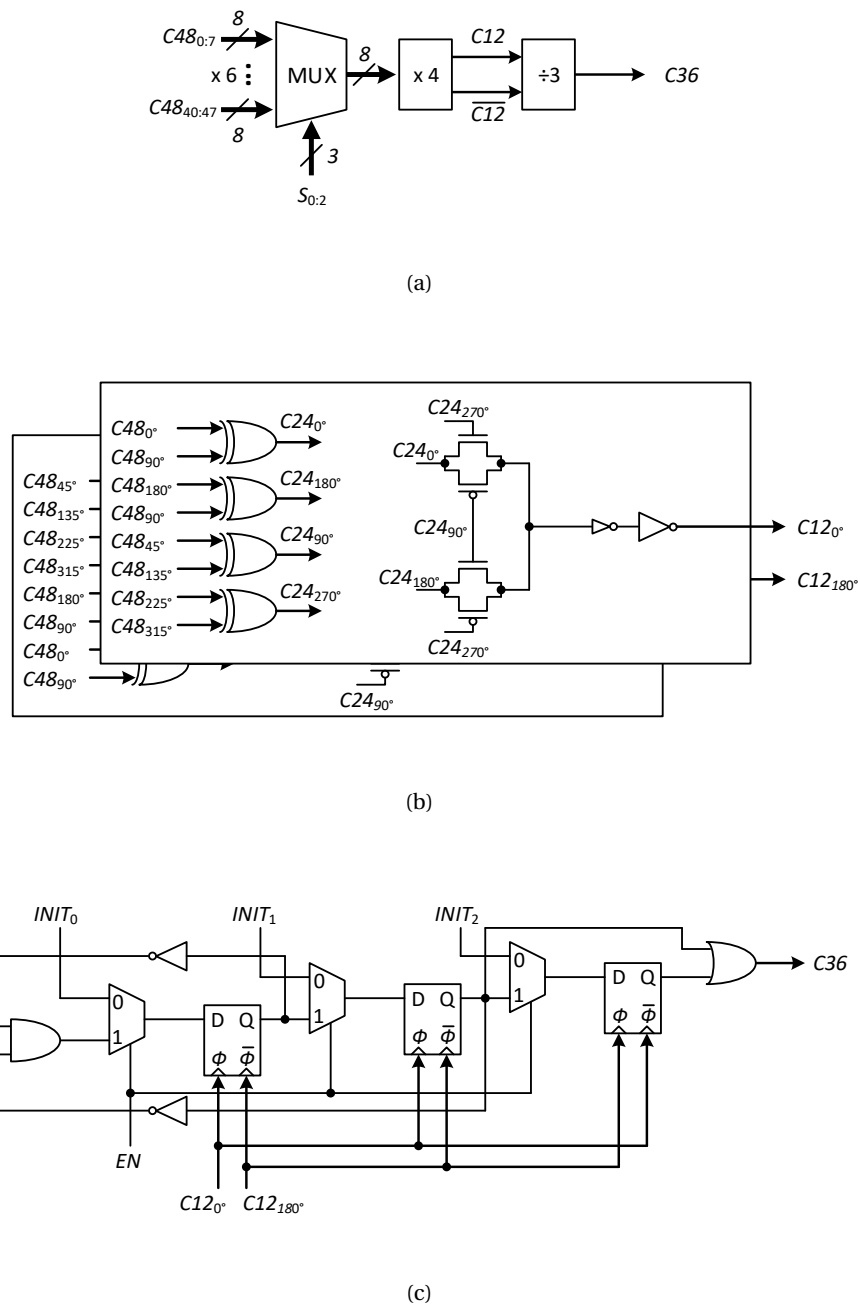 8
C48₀:₇
C12
8
x 6
MUX
x 4
÷3
C36
C48₄₀:₄₇
8
C̅1̅2̅
3
S₀:₂
(a)
C24₂₇₀°
C48₀°
C24₀°
C48₉₀°
C24₀°
C48₄₅°
C48₁₈₀°
C24₁₈₀°
C48₁₃₅°
C48₉₀°
C24₉₀°
C12₀°
C48₂₂₅°
C48₄₅°
C24₉₀°
C48₃₁₅°
C48₁₃₅°
C24₁₈₀°
C12₁₈₀°
C48₁₈₀°
C48₂₂₅°
C24₂₇₀°
C48₉₀°
C48₃₁₅°
C24₂₇₀°
C48₀°
C48₉₀°
C24₉₀°
(b)
INIT₀
INIT₁
INIT₂
0
1
D Q
Φ Φ̅
0
1
D Q
Φ Φ̅
0
1
D Q
Φ Φ̅
C36
EN
C12₀°
C12₁₈₀°
(c)